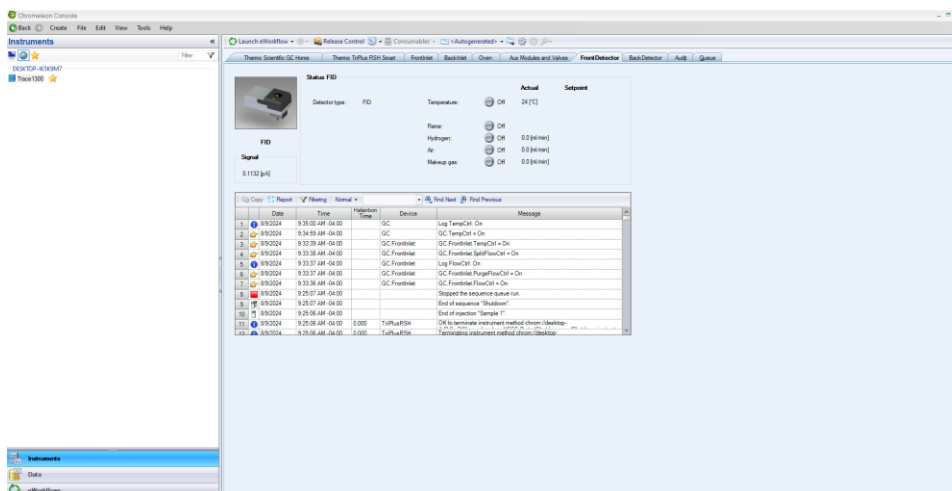 Chromeleon Console
Back Create File Edit View Tools Help
Instruments
Launch eWorkflow Release Control Consumables <Autogenerated>
Filter
DESKTOP-IK5K9M7
Trace1300
Thermo Scientific GC Home Thermo TriPlus RSH Smart FrontInlet BackInlet Oven Aux Modules and Valves FrontDetector BackDetector Audit Queue
Status FID
Actual Setpoint
Detector type: FID Temperature: Off 24 [°C]
Flame: Off
Hydrogen: Off 0.0 [ml/min]
Air: Off 0.0 [ml/min]
Makeup gas: Off 0.0 [ml/min]
FID
Signal
0.1132 [pA]
Copy Report Filtering Normal Find Next Find Previous
Date Time Retention Time Device Message
1 8/9/2024 9:35:00 AM -04:00 GC Log TempCtrl: On
2 8/9/2024 9:34:59 AM -04:00 GC GC.TempCtrl = On
3 8/9/2024 9:33:39 AM -04:00 GC.FrontInlet GC.FrontInlet.TempCtrl = On
4 8/9/2024 9:33:38 AM -04:00 GC.FrontInlet GC.FrontInlet.SplitFlowCtrl = On
5 8/9/2024 9:33:37 AM -04:00 GC.FrontInlet Log FlowCtrl: On
6 8/9/2024 9:33:37 AM -04:00 GC.FrontInlet GC.FrontInlet.PurgeFlowCtrl = On
7 8/9/2024 9:33:36 AM -04:00 GC.FrontInlet GC.FrontInlet.FlowCtrl = On
8 8/9/2024 9:25:07 AM -04:00 Stopped the sequence queue run.
9 8/9/2024 9:25:07 AM -04:00 End of sequence "Shutdown".
10 8/9/2024 9:25:06 AM -04:00 End of injection "Sample 1".
11 8/9/2024 9:25:06 AM -04:00 0.000 TriPlusRSH OK to terminate instrument method chrom://desktop-
12 8/9/2024 9:25:06 AM -04:00 0.000 TriPlusRSH Terminating instrument method chrom://desktop-
Instruments
Data
eWorkflows